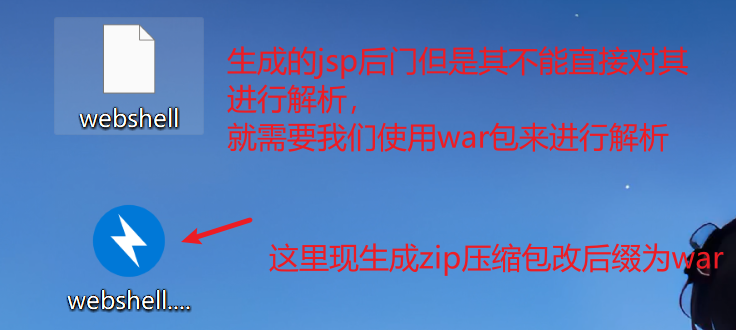 生成的jsp后门但是其不能直接对其
进行解析，
就需要我们使用war包来进行解析
webshell
这里现生成zip压缩包改后缀为war
webshell....